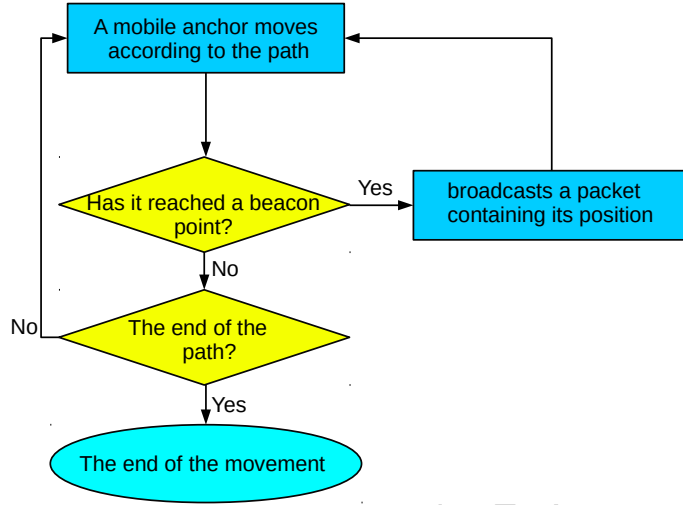 A mobile anchor moves
according to the path
Has it reached a beacon
point?
Yes
broadcasts a packet
containing its position
No
The end of the
path?
No
Yes
The end of the movement